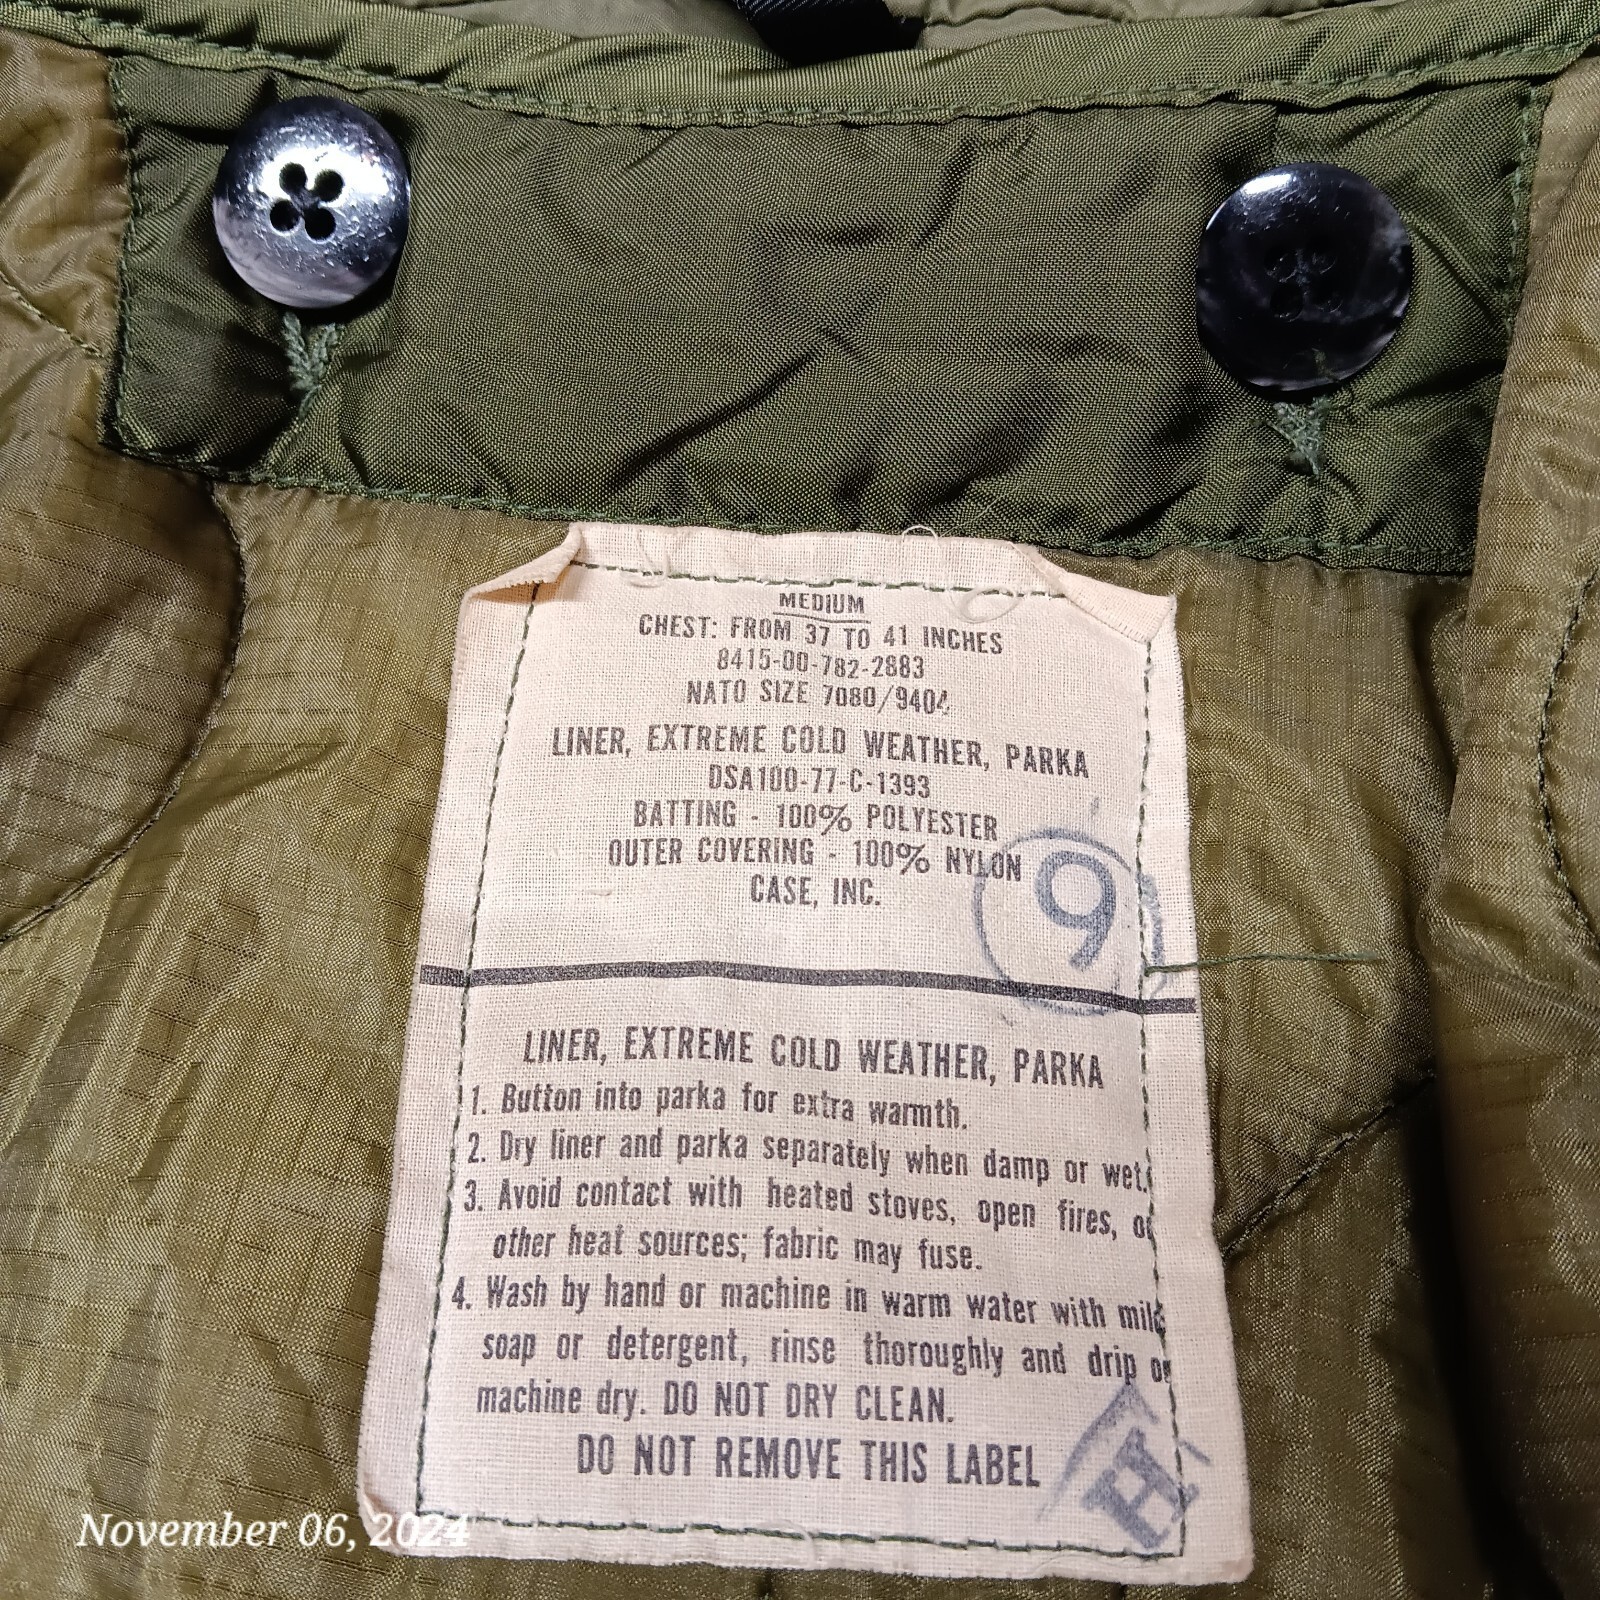 MEDIUM
CHEST: FROM 37 TO 41 INCHES
8415-00-782-2883
NATO SIZE 7080/9404
LINER, EXTREME COLD WEATHER, PARKA
DSA100-77-C-1393
BATTING - 100% POLYESTER
OUTER COVERING - 100% NYLON
CASE, INC.
9
LINER, EXTREME COLD WEATHER, PARKA
1. Button into parka for extra warmth.
2. Dry liner and parka separately when damp or wet.
3. Avoid contact with heated stoves, open fires, or
other heat sources; fabric may fuse.
4. Wash by hand or machine in warm water with mild
soap or detergent, rinse thoroughly and drip or
machine dry. DO NOT DRY CLEAN.
DO NOT REMOVE THIS LABEL
H
November 06, 2024